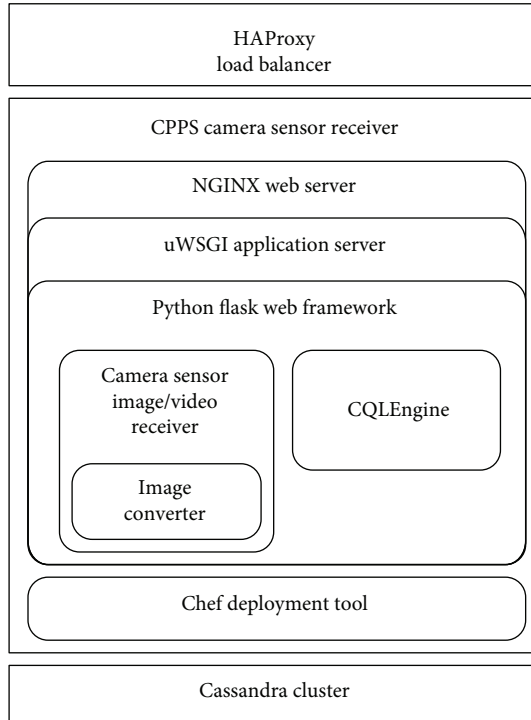 HAProxy
load balancer
CPPS camera sensor receiver
NGINX web server
uWSGI application server
Python flask web framework
Camera sensor
image/video
receiver
Image
converter
CQLEngine
Chef deployment tool
Cassandra cluster